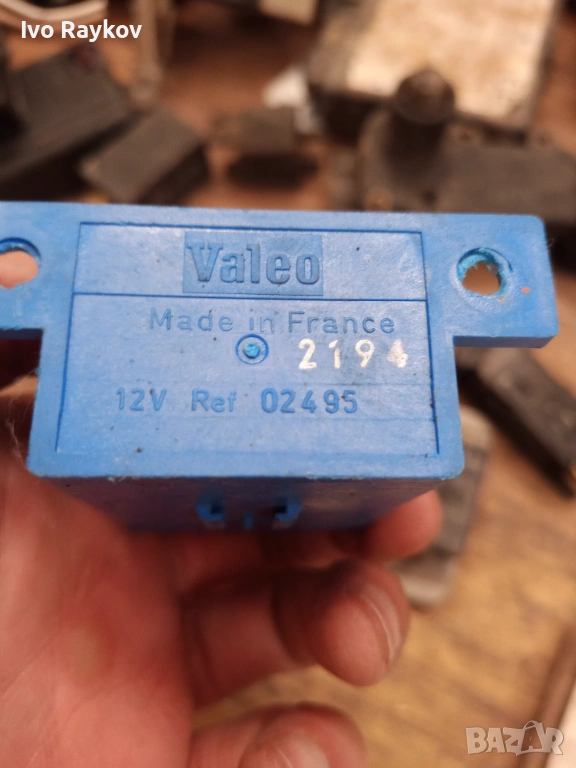 Ivo Raykov
Valeo
Made in France
2194
12V Ref 02495
BAZAR